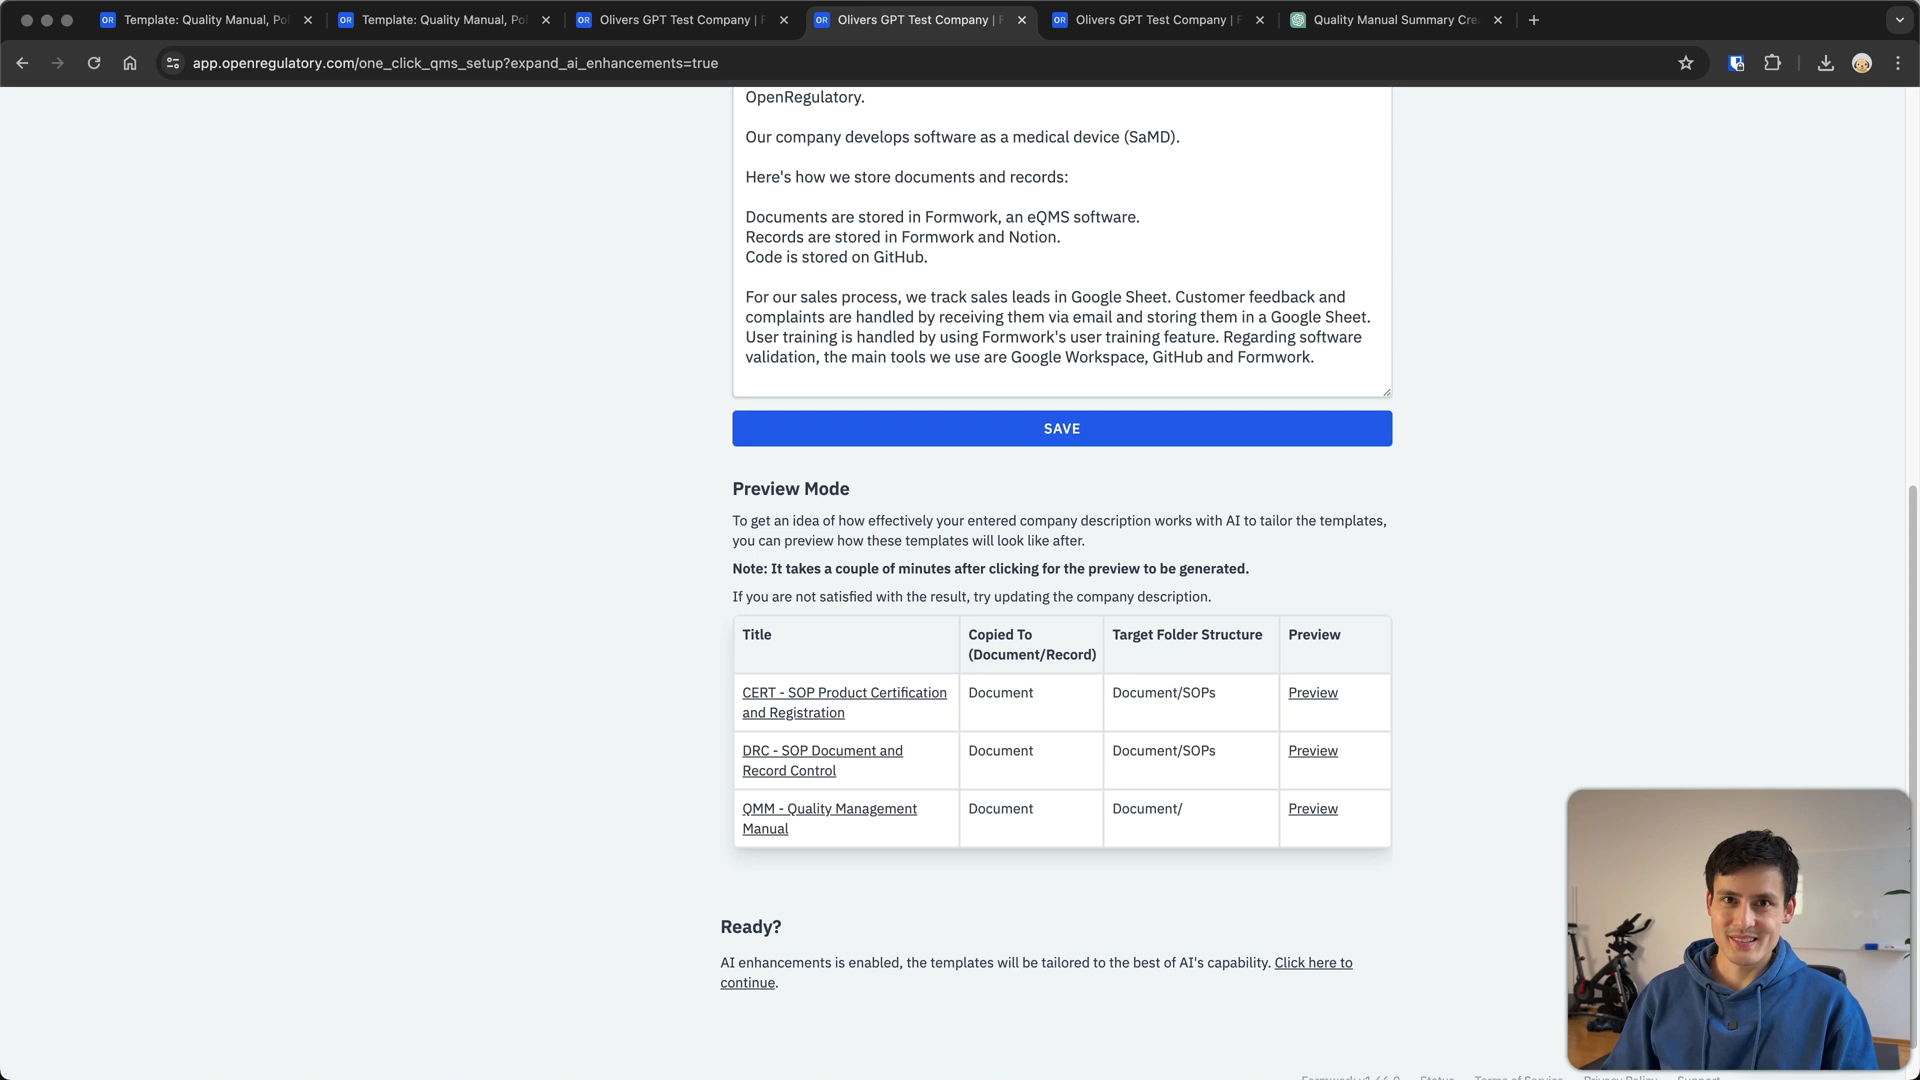 Template: Quality Manual, Pol
Template: Quality Manual, Pol
Olivers GPT Test Company | F
Olivers GPT Test Company | F
Olivers GPT Test Company | F
Quality Manual Summary Cre
app.openregulatory.com/one_click_qms_setup?expand_ai_enhancements=true
OpenRegulatory.
Our company develops software as a medical device (SaMD).
Here's how we store documents and records:
Documents are stored in Formwork, an eQMS software.
Records are stored in Formwork and Notion.
Code is stored on GitHub.
For our sales process, we track sales leads in Google Sheet. Customer feedback and
complaints are handled by receiving them via email and storing them in a Google Sheet.
User training is handled by using Formwork's user training feature. Regarding software
validation, the main tools we use are Google Workspace, GitHub and Formwork.
SAVE
Preview Mode
To get an idea of how effectively your entered company description works with AI to tailor the templates,
you can preview how these templates will look like after.
Note: It takes a couple of minutes after clicking for the preview to be generated.
If you are not satisfied with the result, try updating the company description.
Title
Copied To
(Document/Record)
Target Folder Structure
Preview
CERT - SOP Product Certification
and Registration
Document
Document/SOPs
Preview
DRC - SOP Document and
Record Control
Document
Document/SOPs
Preview
QMM - Quality Management
Manual
Document
Document/
Preview
Ready?
AI enhancements is enabled, the templates will be tailored to the best of AI's capability. Click here to
continue.
Status
Terms of Service
Privacy Policy
Support